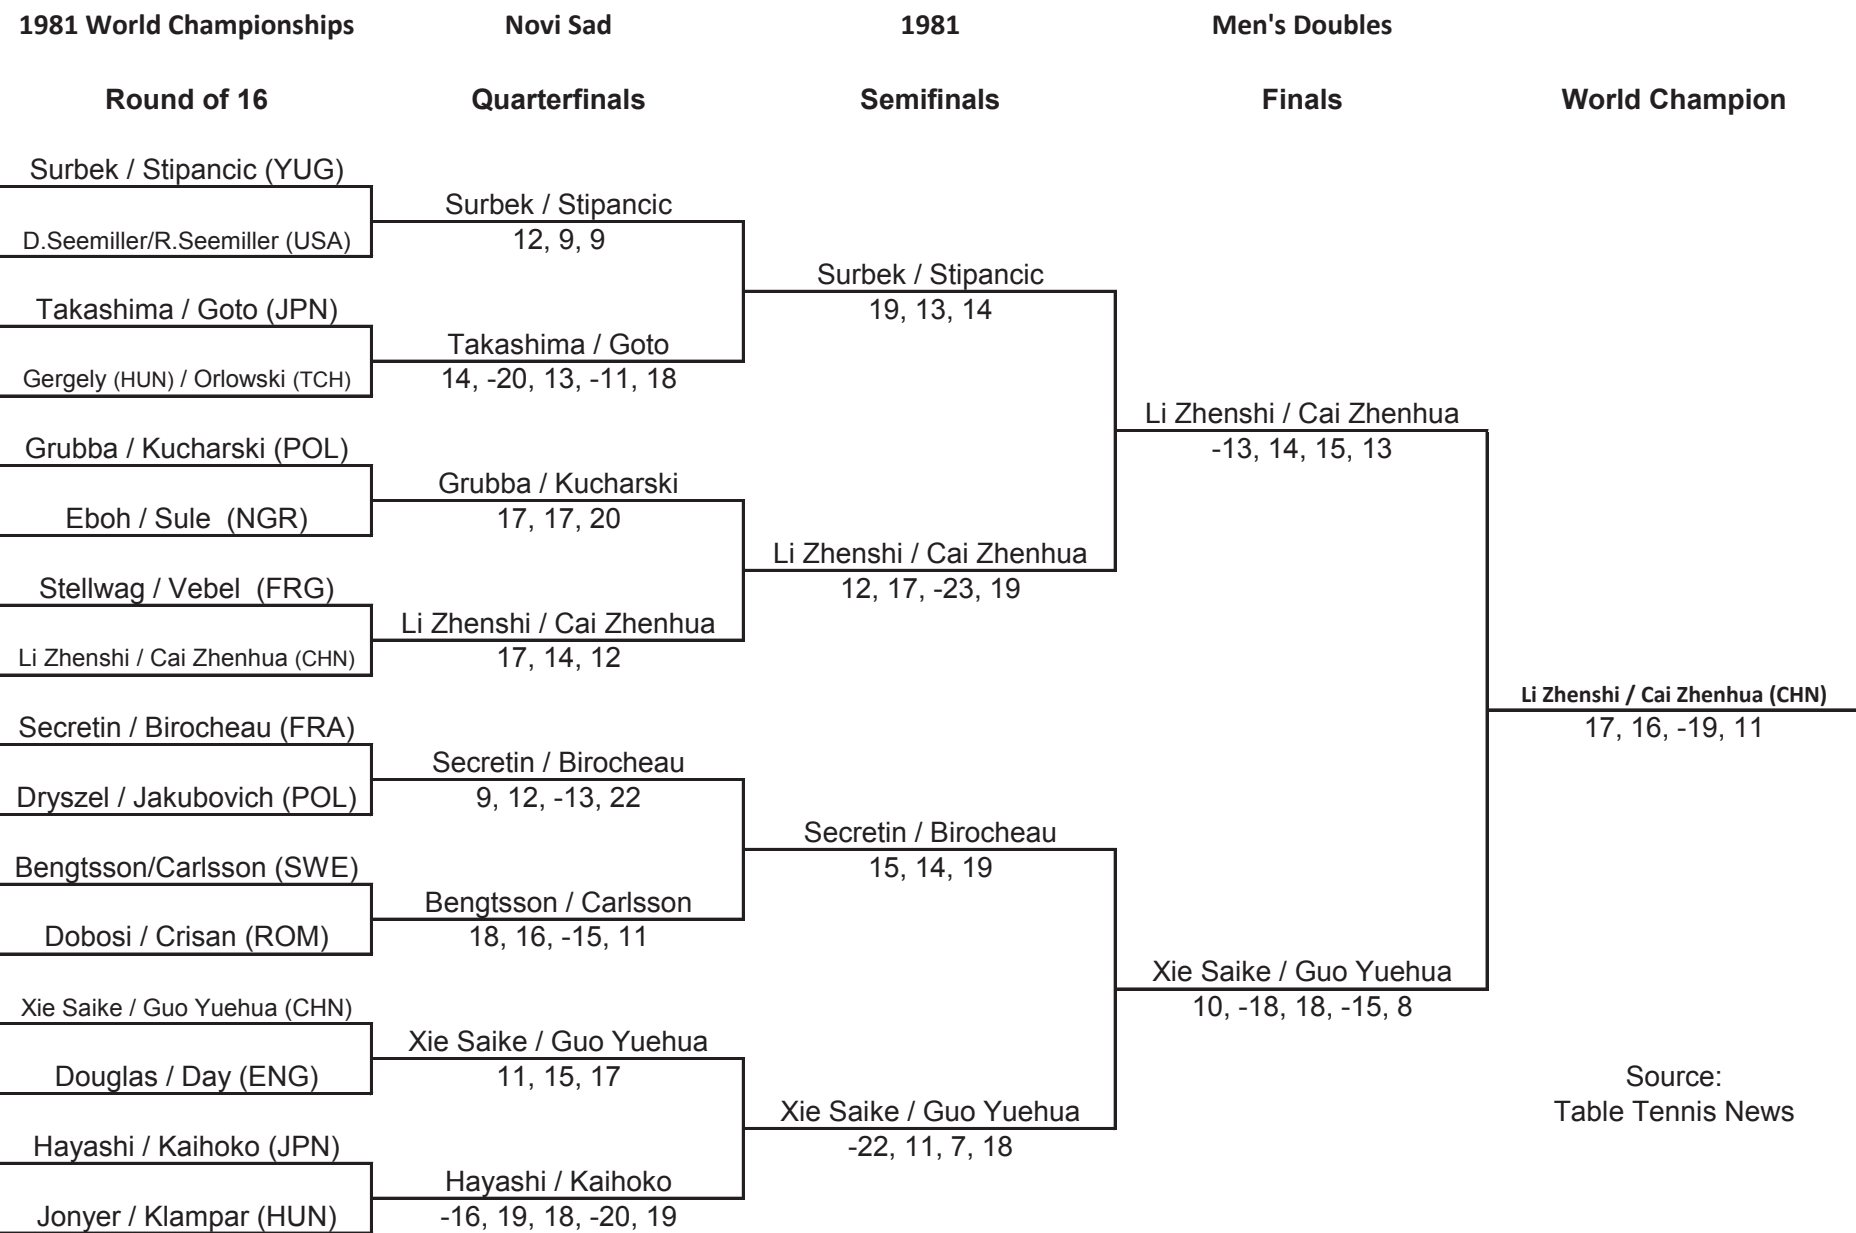 1981 World Championships
Novi Sad
1981
Men's Doubles
Round of 16
Quarterfinals
Semifinals
Finals
World Champion
Surbek / Stipancic (YUG)
D.Seemiller/R.Seemiller (USA)
Takashima / Goto (JPN)
Gergely (HUN) / Orlowski (TCH)
Grubba / Kucharski (POL)
Eboh / Sule (NGR)
Stellwag / Vebel (FRG)
Li Zhenshi / Cai Zhenhua (CHN)
Secretin / Birocheau (FRA)
Dryszel / Jakubovich (POL)
Bengtsson/Carlsson (SWE)
Dobosi / Crisan (ROM)
Xie Saike / Guo Yuehua (CHN)
Douglas / Day (ENG)
Hayashi / Kaihoko (JPN)
Jonyer / Klampar (HUN)
Surbek / Stipancic
12, 9, 9
Takashima / Goto
14, -20, 13, -11, 18
Grubba / Kucharski
17, 17, 20
Li Zhenshi / Cai Zhenhua
17, 14, 12
Secretin / Birocheau
9, 12, -13, 22
Bengtsson / Carlsson
18, 16, -15, 11
Xie Saike / Guo Yuehua
11, 15, 17
Hayashi / Kaihoko
-16, 19, 18, -20, 19
Surbek / Stipancic
19, 13, 14
Li Zhenshi / Cai Zhenhua
12, 17, -23, 19
Secretin / Birocheau
15, 14, 19
Xie Saike / Guo Yuehua
-22, 11, 7, 18
Li Zhenshi / Cai Zhenhua
-13, 14, 15, 13
Xie Saike / Guo Yuehua
10, -18, 18, -15, 8
Li Zhenshi / Cai Zhenhua (CHN)
17, 16, -19, 11
Source:
Table Tennis News